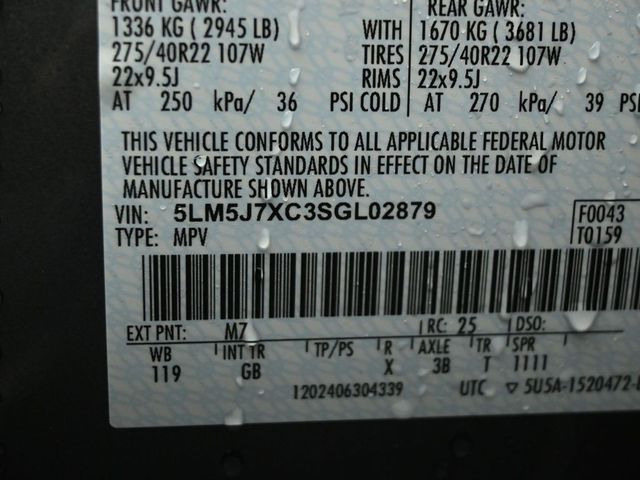 FRONT GAWR: REAR GAWR:
1336 KG ( 2945 LB) WITH 1670 KG ( 3681 LB)
275/40R22 107W TIRES 275/40R22 107W
22x9.5J RIMS 22x9.5J
AT 250 kPa/ 36 PSI COLD AT 270 kPa/ 39 PSI
THIS VEHICLE CONFORMS TO ALL APPLICABLE FEDERAL MOTOR
VEHICLE SAFETY STANDARDS IN EFFECT ON THE DATE OF
MANUFACTURE SHOWN ABOVE.
VIN: 5LM5J7XC3SGL02879 F0043
TYPE: MPV T0159
EXT PNT: M7 RC: 25 DSO:
WB INT TR TP/PS R AXLE TR SPR
119 GB X 3B T 1111
1202406304339 UTC ▽ 5U5A-1520472-